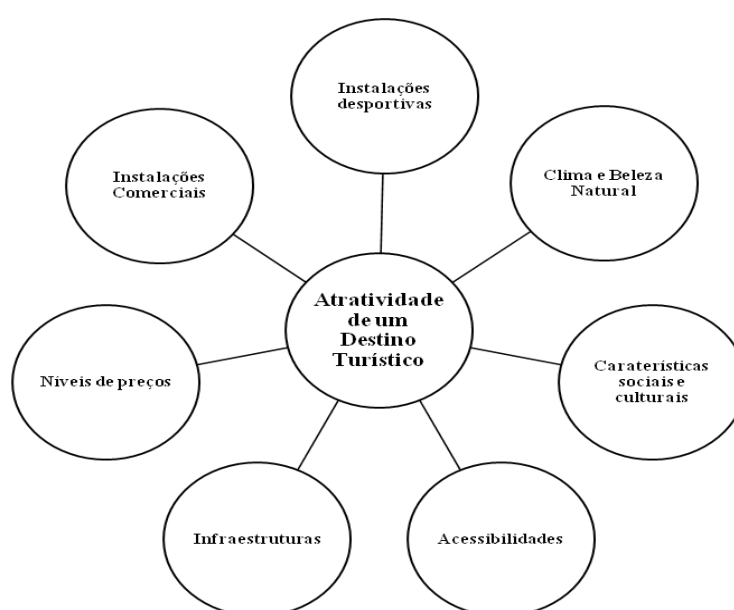 Instalações
desportivas
Clima e Beleza
Natural
Caraterísticas
sociais e
culturais
Acessibilidades
Infraestruturas
Níveis de preços
Instalações
Comerciais
Atratividade
de um
Destino
Turístico